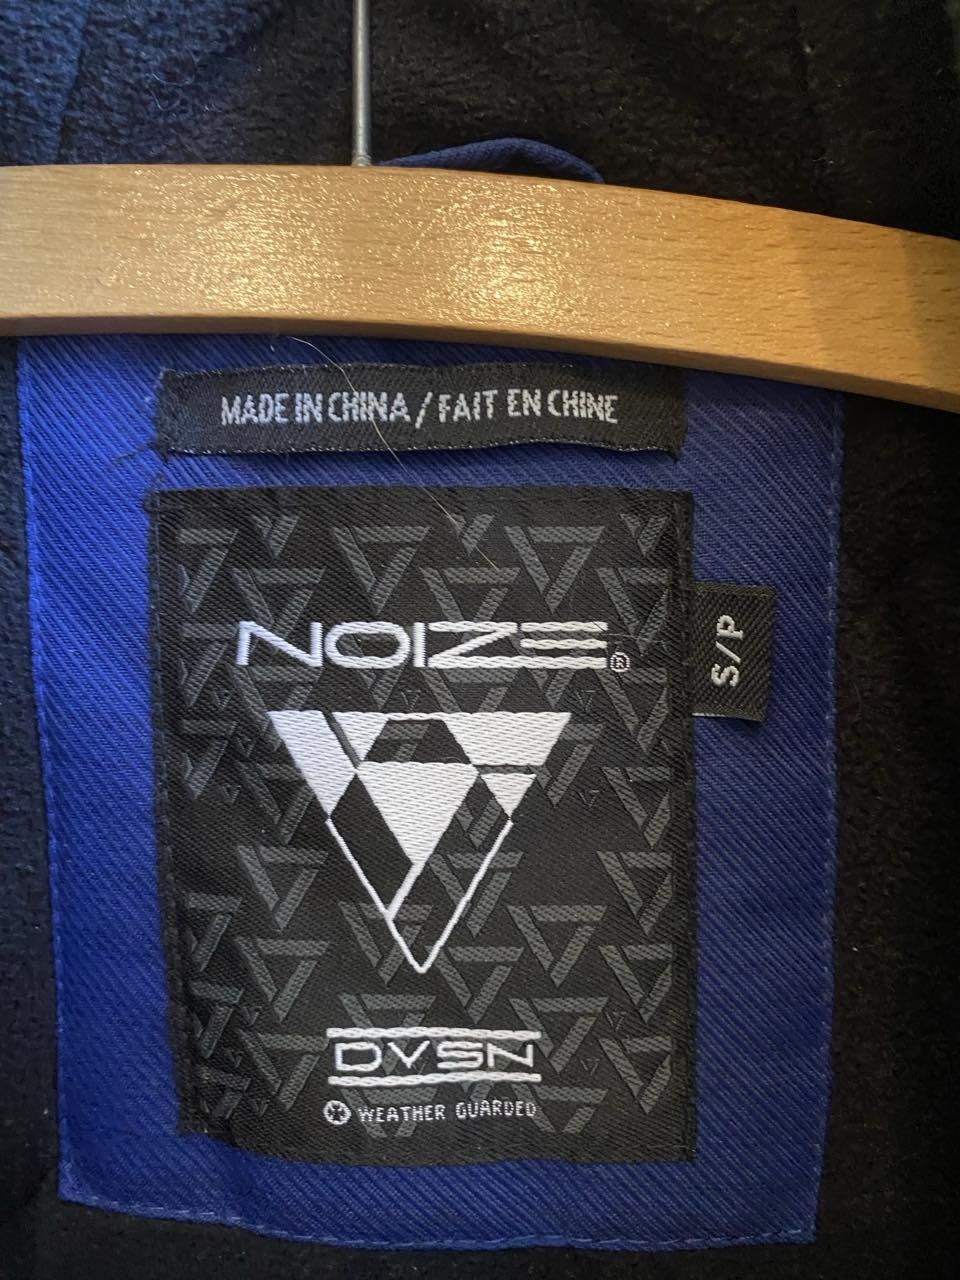 MADE IN CHINA / FAIT EN CHINE
NOIZE®
S/P
DVSN
WEATHER GUARDED